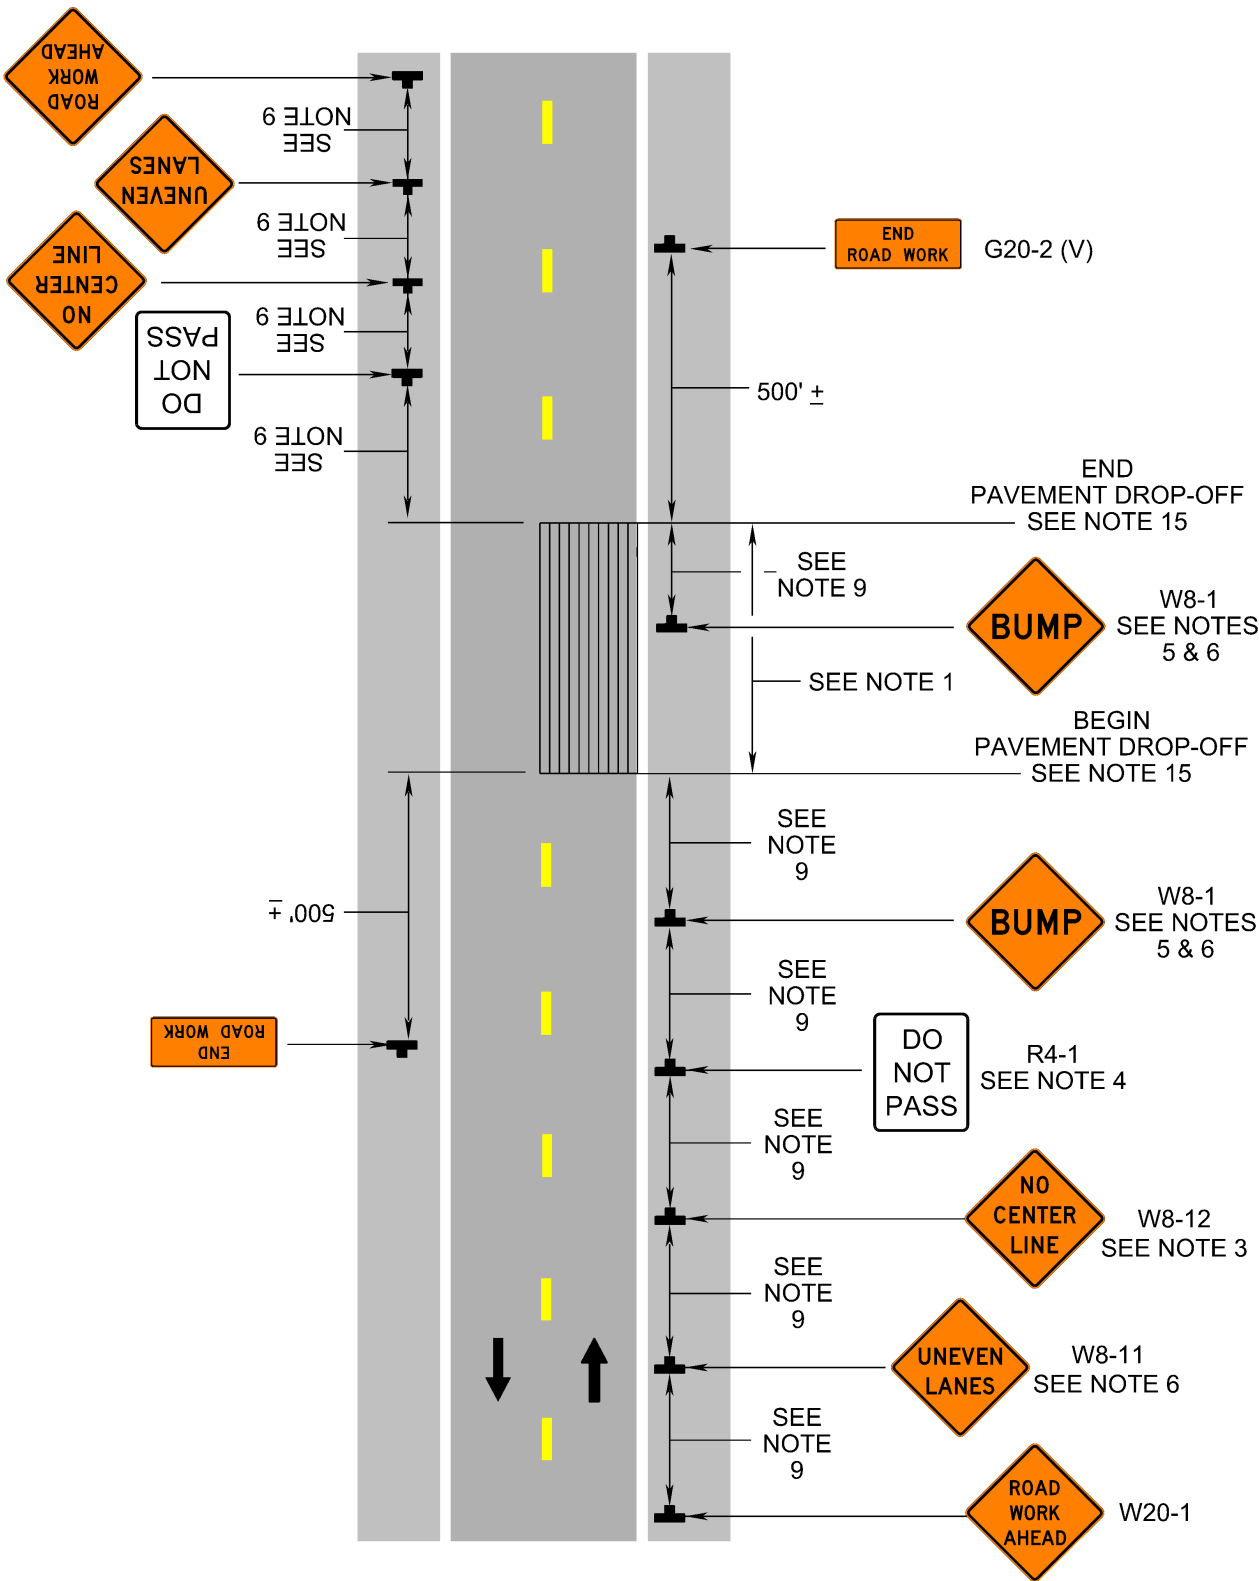 ROAD
WORK
AHEAD
SEE
NOTE 9
UNEVEN
LANES
SEE
NOTE 9
NO
CENTER
LINE
SEE
NOTE 9
DO
NOT
PASS
SEE
NOTE 9
END
ROAD WORK
G20-2 (V)
500' ±
END
PAVEMENT DROP-OFF
SEE NOTE 15
SEE
NOTE 9
BUMP
W8-1
SEE NOTES
5 & 6
SEE NOTE 1
BEGIN
PAVEMENT DROP-OFF
SEE NOTE 15
SEE
NOTE
9
500' ±
BUMP
W8-1
SEE NOTES
5 & 6
SEE
NOTE
9
END
ROAD WORK
DO
NOT
PASS
R4-1
SEE NOTE 4
SEE
NOTE
9
NO
CENTER
LINE
W8-12
SEE NOTE 3
SEE
NOTE
9
UNEVEN
LANES
W8-11
SEE NOTE 6
SEE
NOTE
9
ROAD
WORK
AHEAD
W20-1